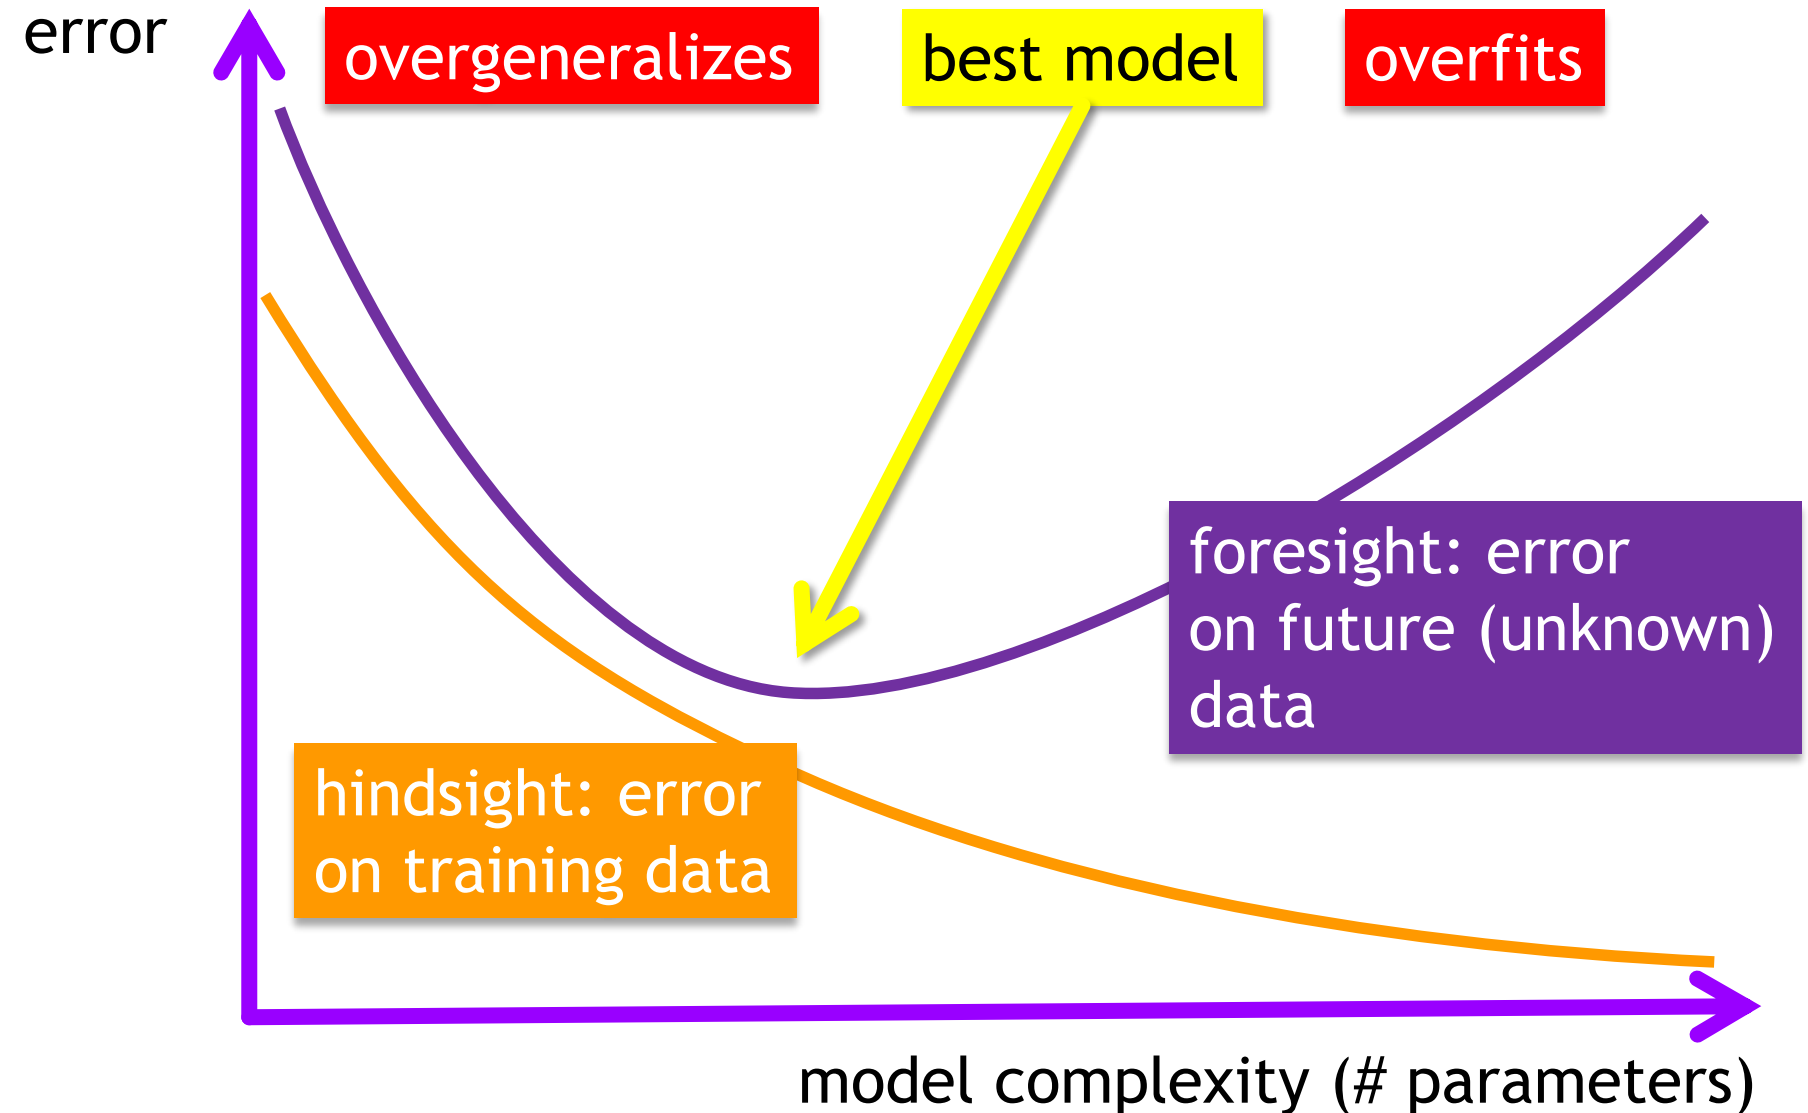 error
overgeneralizes
best model
overfits
foresight: error
on future (unknown)
data
hindsight: error
on training data
model complexity (# parameters)